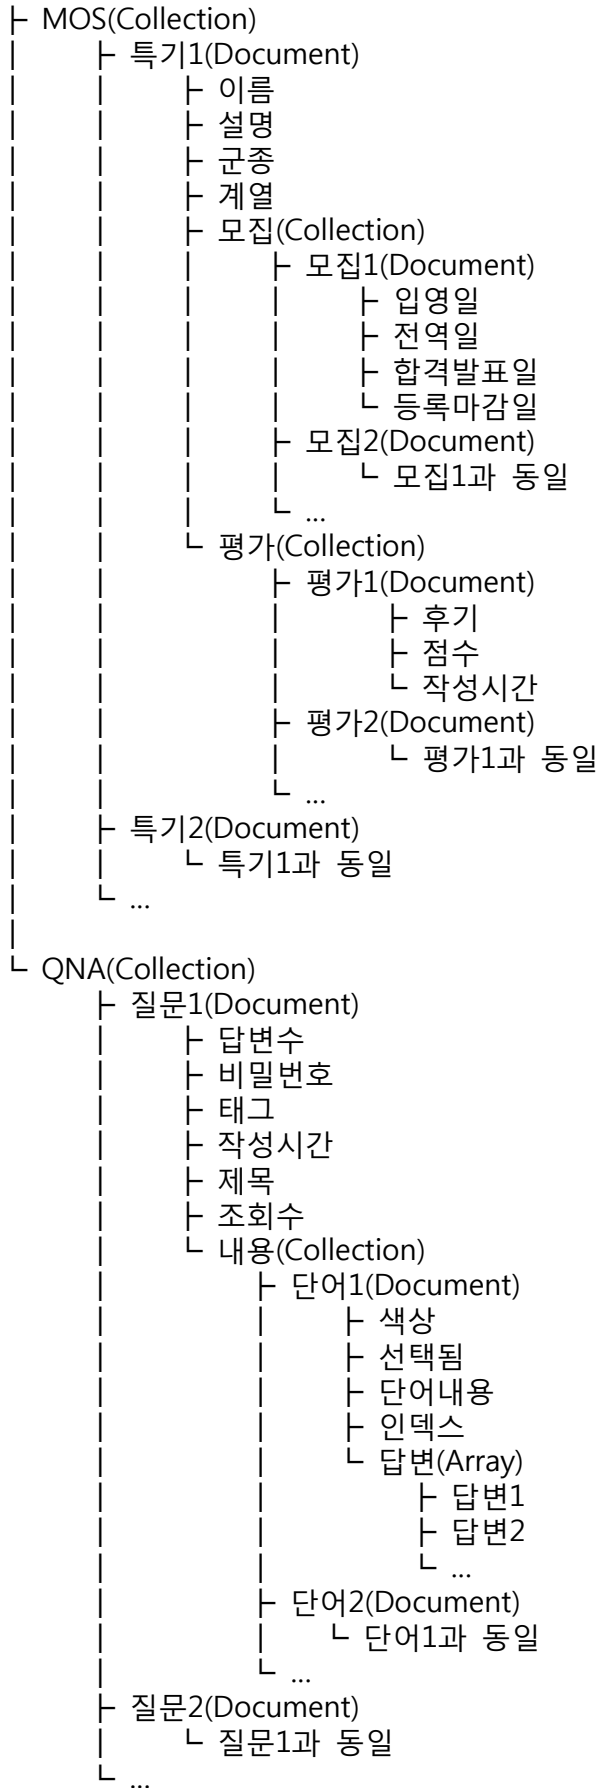 ├ MOS(Collection)
│ ├ 특기1(Document)
│ │ ├ 이름
│ │ ├ 설명
│ │ ├ 군종
│ │ ├ 계열
│ │ ├ 모집(Collection)
│ │ │ ├ 모집1(Document)
│ │ │ │ ├ 입영일
│ │ │ │ ├ 전역일
│ │ │ │ ├ 합격발표일
│ │ │ │ └ 등록마감일
│ │ │ ├ 모집2(Document)
│ │ │ │ └ 모집1과 동일
│ │ │ └ ...
│ │ └ 평가(Collection)
│ │ ├ 평가1(Document)
│ │ │ ├ 후기
│ │ │ ├ 점수
│ │ │ └ 작성시간
│ │ ├ 평가2(Document)
│ │ │ └ 평가1과 동일
│ │ └ ...
│ ├ 특기2(Document)
│ │ └ 특기1과 동일
│ └ ...
│
└ QNA(Collection)
├ 질문1(Document)
│ ├ 답변수
│ ├ 비밀번호
│ ├ 태그
│ ├ 작성시간
│ ├ 제목
│ ├ 조회수
│ └ 내용(Collection)
│ ├ 단어1(Document)
│ │ ├ 색상
│ │ ├ 선택됨
│ │ ├ 단어내용
│ │ ├ 인덱스
│ │ └ 답변(Array)
│ │ ├ 답변1
│ │ ├ 답변2
│ │ └ ...
│ ├ 단어2(Document)
│ │ └ 단어1과 동일
│ └ ...
├ 질문2(Document)
│ └ 질문1과 동일
└ ...